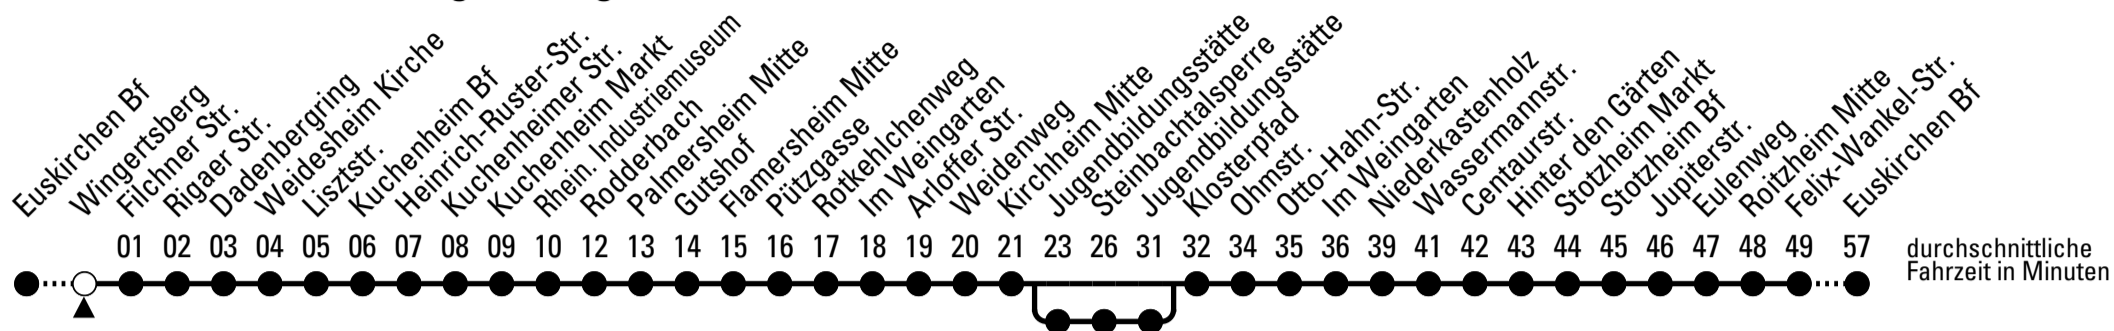 Euskirchen Bf
Wingertsberg
Filchner Str.
Rigaer Str.
Dadenbergring
Weidesheim Kirche
Lisztstr.
Kuchenheim Bf
Heinrich-Ruster-Str.
Kuchenheimer Str.
Kuchenheim Markt
Rhein. Industriemuseum
Rodderbach
Palmersheim Mitte
Gutshof
Flamersheim Mitte
Pützgasse
Rotkehlchenweg
Im Weingarten
Arloffer Str.
Weidenweg
Kirchheim Mitte
Jugendbildungsstätte
Steinbachtalsperre
Jugendbildungsstätte
Klosterpfad
Ohmstr.
Otto-Hahn-Str.
Im Weingarten
Niederkastenholz
Wassermannstr.
Centaurstr.
Hinter den Gärten
Stotzheim Markt
Stotzheim Bf
Jupiterstr.
Eulenweg
Roitzheim Mitte
Felix-Wankel-Str.
Euskirchen Bf
01 02 03 04 05 06 07 08 09 10 12 13 14 15 16 17 18 19 20 21 23 26 31 32 34 35 36 39 41 42 43 44 45 46 47 48 49 57
durchschnittliche
Fahrzeit in Minuten